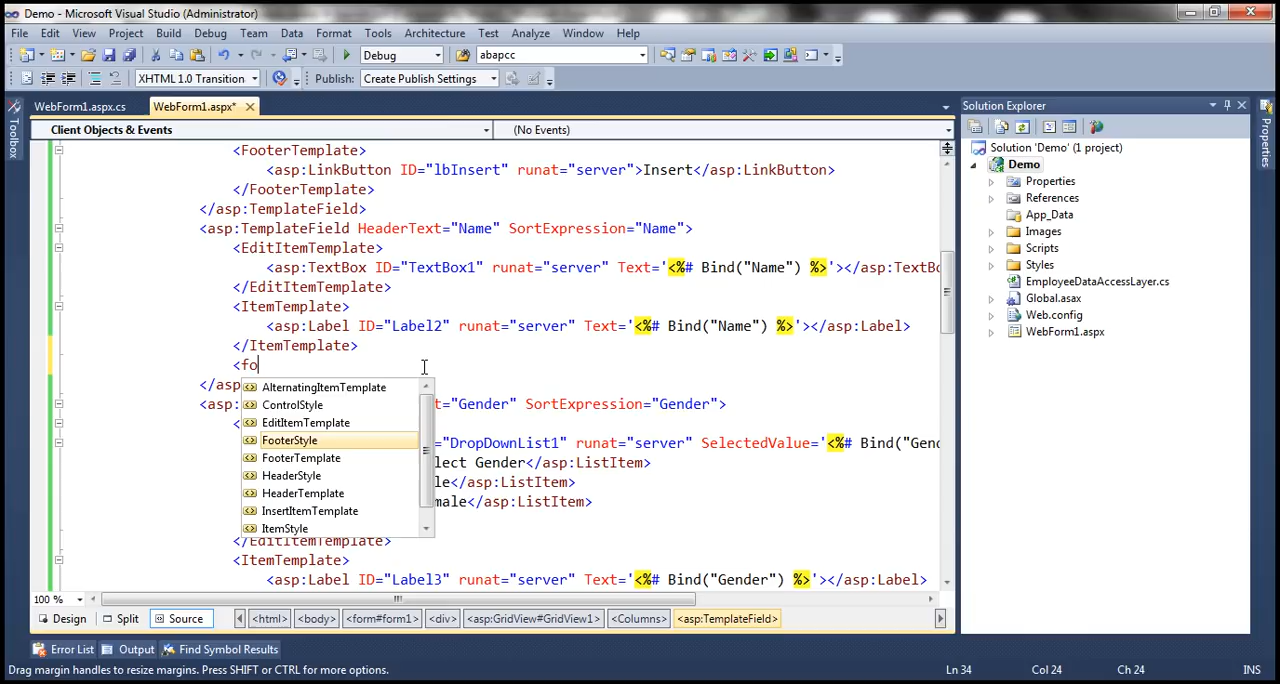 Demo - Microsoft Visual Studio (Administrator)
File Edit View Project Build Debug Team Data Format Tools Architecture Test Analyze Window Help
Debug abapcc
XHTML 1.0 Transition Publish: Create Publish Settings
WebForm1.aspx.cs WebForm1.aspx* Solution Explorer
Client Objects & Events (No Events)
Toolbox
Properties
<FooterTemplate>
<asp:LinkButton ID="lbInsert" runat="server">Insert</asp:LinkButton>
</FooterTemplate>
</asp:TemplateField>
<asp:TemplateField HeaderText="Name" SortExpression="Name">
<EditItemTemplate>
<asp:TextBox ID="TextBox1" runat="server" Text='<%# Bind("Name") %>'></asp:TextBo
</EditItemTemplate>
<ItemTemplate>
<asp:Label ID="Label2" runat="server" Text='<%# Bind("Name") %>'></asp:Label>
</ItemTemplate>
<fo
</asp
<asp: t="Gender" SortExpression="Gender">
<
"DropDownList1" runat="server" SelectedValue='<%# Bind("Gend
lect Gender</asp:ListItem>
le</asp:ListItem>
male</asp:ListItem>
</EditItemTemplate>
<ItemTemplate>
<asp:Label ID="Label3" runat="server" Text='<%# Bind("Gender") %>'></asp:Label>
AlternatingItemTemplate
ControlStyle
EditItemTemplate
FooterStyle
FooterTemplate
HeaderStyle
HeaderTemplate
InsertItemTemplate
ItemStyle
Solution 'Demo' (1 project)
Demo
Properties
References
App_Data
Images
Scripts
Styles
EmployeeDataAccessLayer.cs
Global.asax
Web.config
WebForm1.aspx
100 %
Design Split Source <html> <body> <form#form1> <div> <asp:GridView#GridView1> <Columns> <asp:TemplateField>
Error List Output Find Symbol Results
Drag margin handles to resize margins. Press SHIFT or CTRL for more options. Ln 34 Col 24 Ch 24 INS